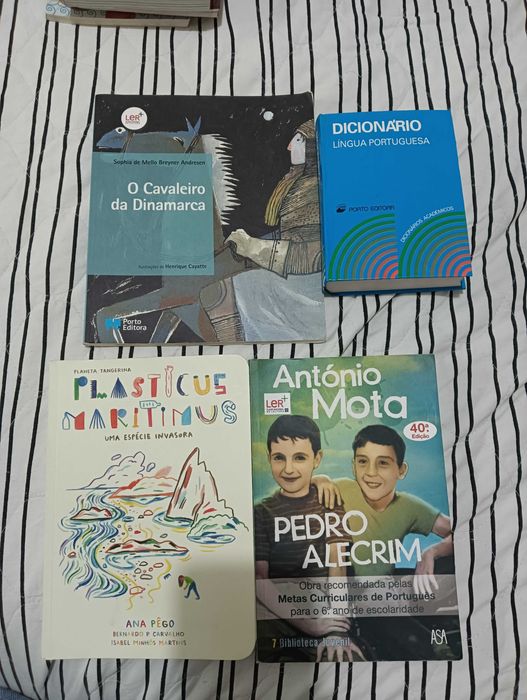 LeR+
Sophia de Mello Breyner Andresen
O Cavaleiro
da Dinamarca
Ilustrações de Henrique Cayatte
Porto
Editora
DICIONÁRIO
LÍNGUA PORTUGUESA
PORTO EDITORA
DICIONÁRIOS ACADÉMICOS
PLANETA TANGERINA
PLASTICUS
MARITIMUS
UMA ESPÉCIE INVASORA
ANA PÊGO
BERNARDO P. CARVALHO
ISABEL MINHÓS MARTINS
António
Mota
LeR+
40.ª
Edição
PEDRO
ALECRIM
Obra recomendada pelas
Metas Curriculares de Português
para o 6.º ano de escolaridade
7 Biblioteca Juvenil
ASA